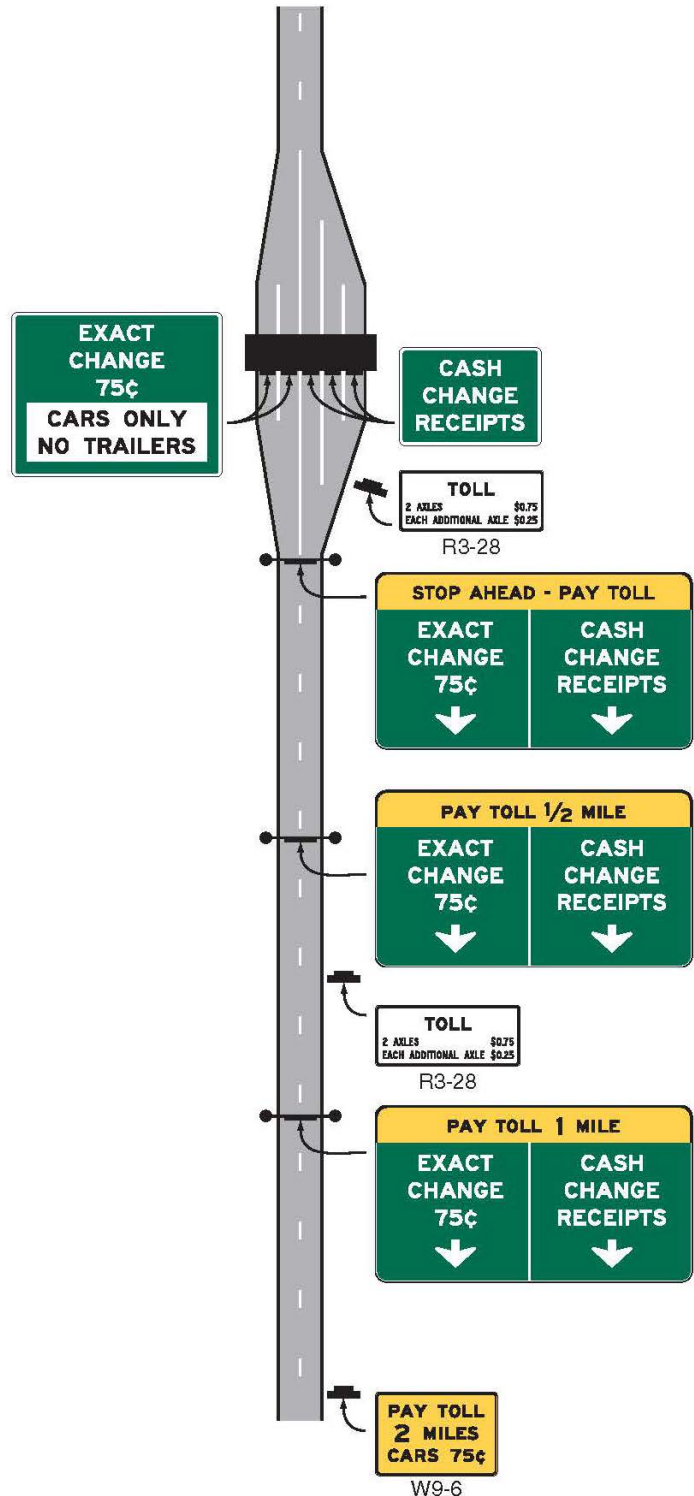 EXACT
CHANGE
75¢
CARS ONLY
NO TRAILERS
CASH
CHANGE
RECEIPTS
TOLL
2 AXLES $0.75
EACH ADDITIONAL AXLE $0.25
R3-28
STOP AHEAD - PAY TOLL
EXACT
CHANGE
75¢
CASH
CHANGE
RECEIPTS
PAY TOLL 1/2 MILE
EXACT
CHANGE
75¢
CASH
CHANGE
RECEIPTS
TOLL
2 AXLES $0.75
EACH ADDITIONAL AXLE $0.25
R3-28
PAY TOLL 1 MILE
EXACT
CHANGE
75¢
CASH
CHANGE
RECEIPTS
PAY TOLL
2 MILES
CARS 75¢
W9-6